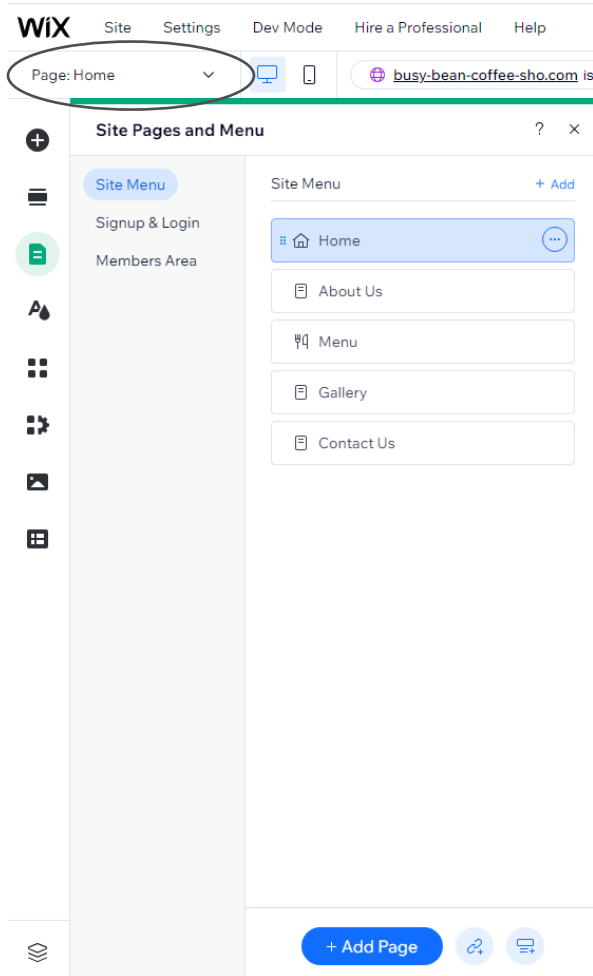 WiX Site Settings Dev Mode Hire a Professional Help
Page: Home busy-bean-coffee-sho.com is
Site Pages and Menu ? ×
Site Menu
Signup & Login
Members Area
Site Menu + Add
Home
About Us
Menu
Gallery
Contact Us
+ Add Page